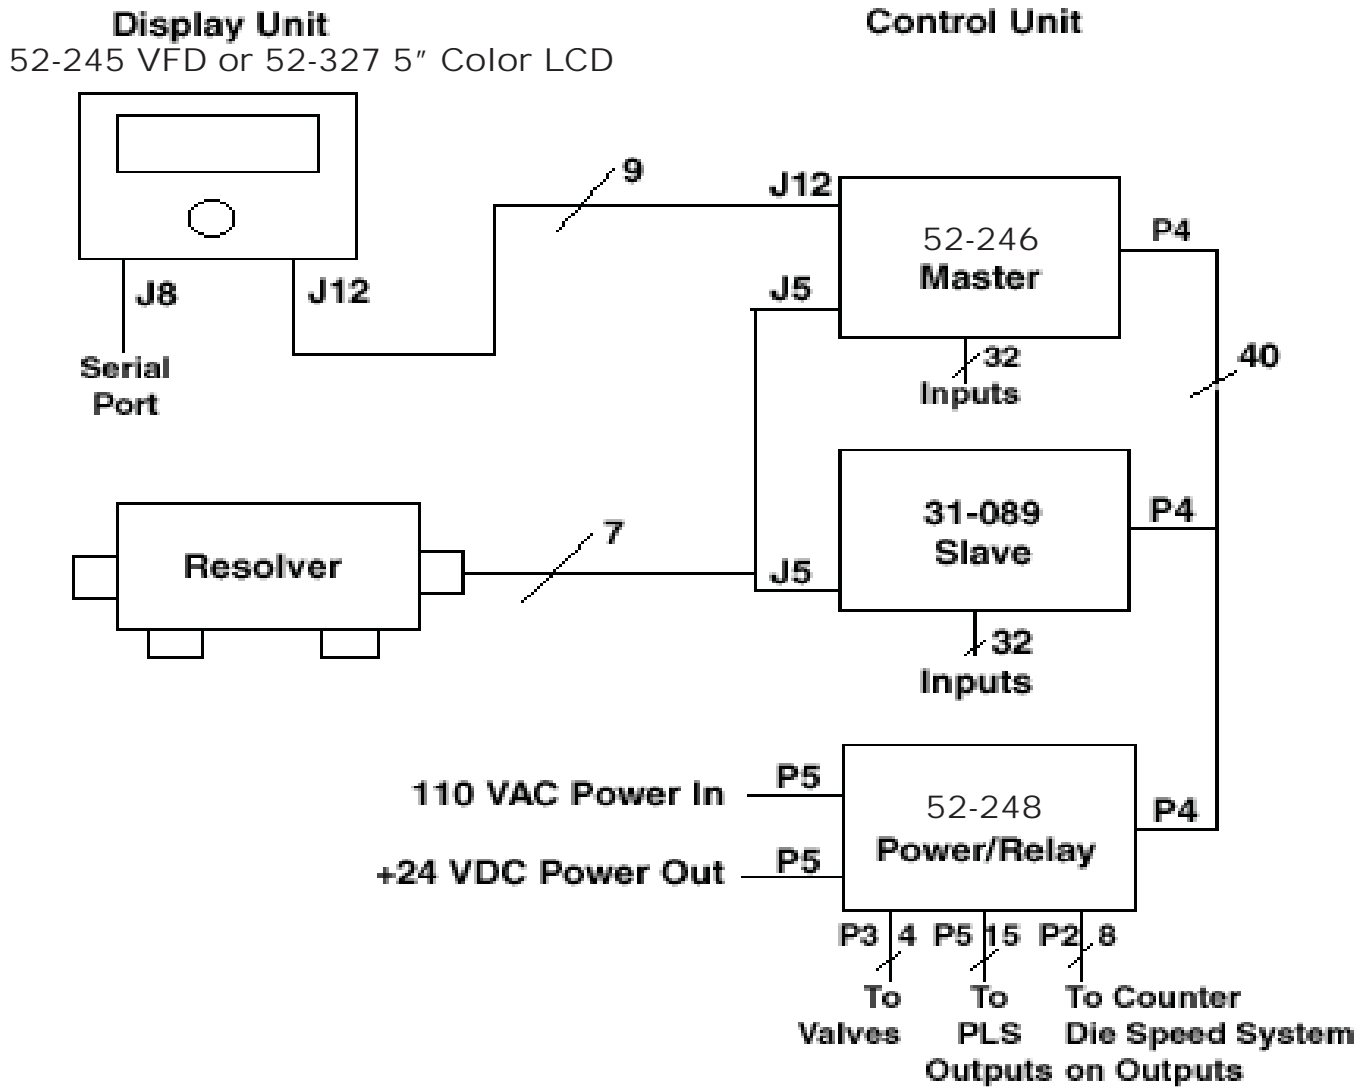 Display Unit
52-245 VFD or 52-327 5" Color LCD
Control Unit
9
J12
52-246
Master
P4
J8
J12
J5
Serial
Port
32
Inputs
40
31-089
Slave
P4
7
Resolver
J5
32
Inputs
110 VAC Power In
P5
52-248
Power/Relay
P4
+24 VDC Power Out
P5
P3 4 P5 15 P2 8
To To To Counter
Valves PLS Die Speed System
Outputs on Outputs